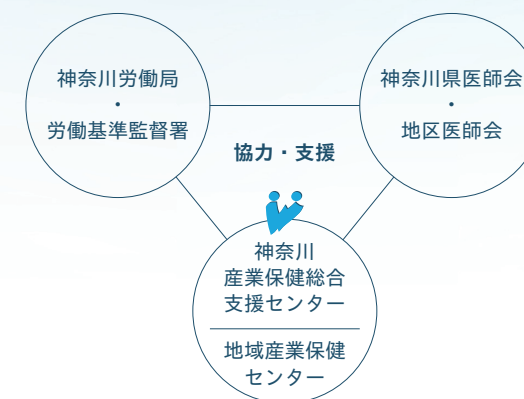 神奈川労働局
・
労働基準監督署
神奈川県医師会
・
地区医師会
協力・支援
神奈川
産業保健総合
支援センター
地域産業保健
センター